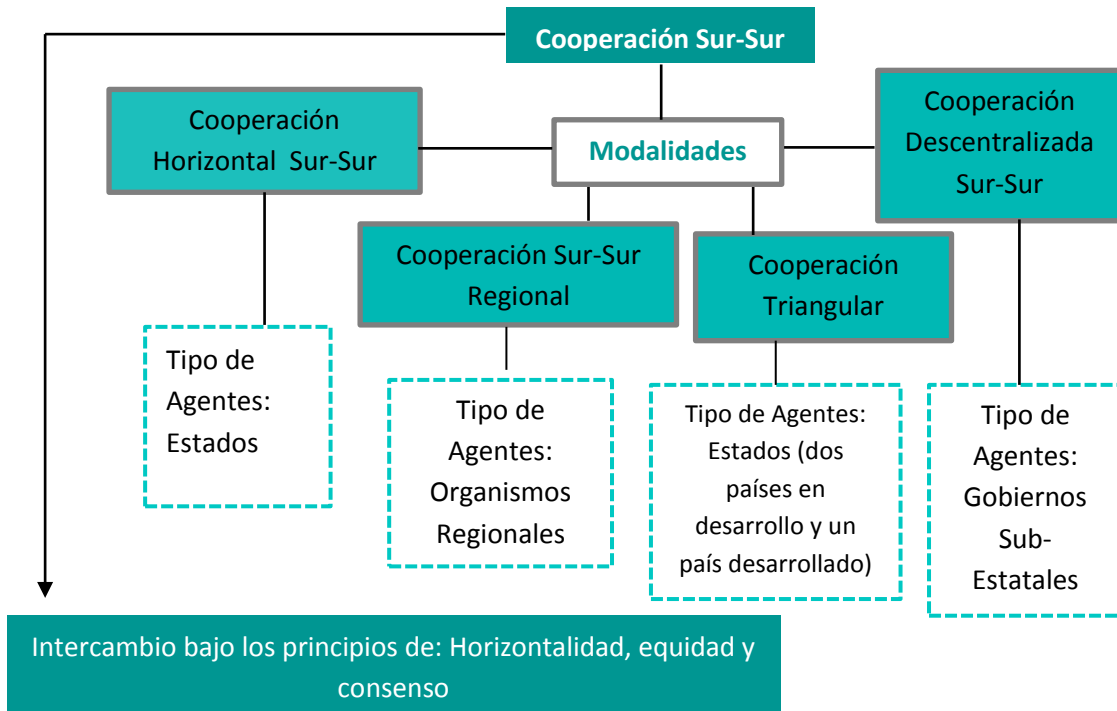 Cooperación Sur-Sur
Cooperación
Horizontal Sur-Sur
Modalidades
Cooperación
Descentralizada
Sur-Sur
Cooperación Sur-Sur
Regional
Cooperación
Triangular
Tipo de
Agentes:
Estados
Tipo de
Agentes:
Organismos
Regionales
Tipo de Agentes:
Estados (dos
países en
desarrollo y un
país desarrollado)
Tipo de
Agentes:
Gobiernos
Sub-
Estatales
Intercambio bajo los principios de: Horizontalidad, equidad y
consenso